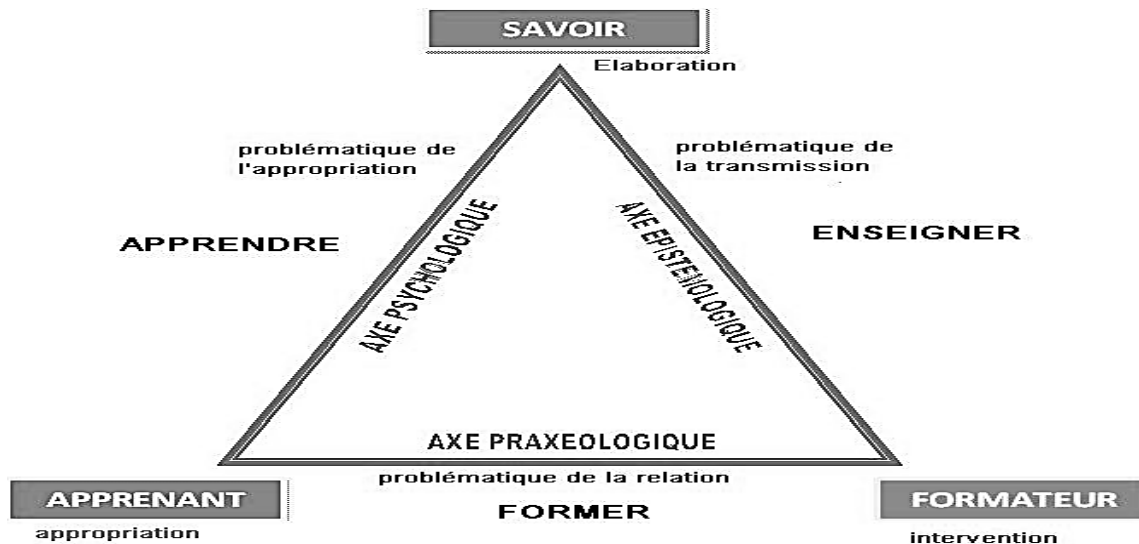 SAVOIR
Elaboration
problématique de
l'appropriation
problématique de
la transmission
APPRENDRE
ENSEIGNER
AXE PSYCHOLOGIQUE
AXE EPISTEMOLOGIQUE
AXE PRAXEOLOGIQUE
problématique de la relation
FORMER
APPRENANT
appropriation
FORMATEUR
intervention